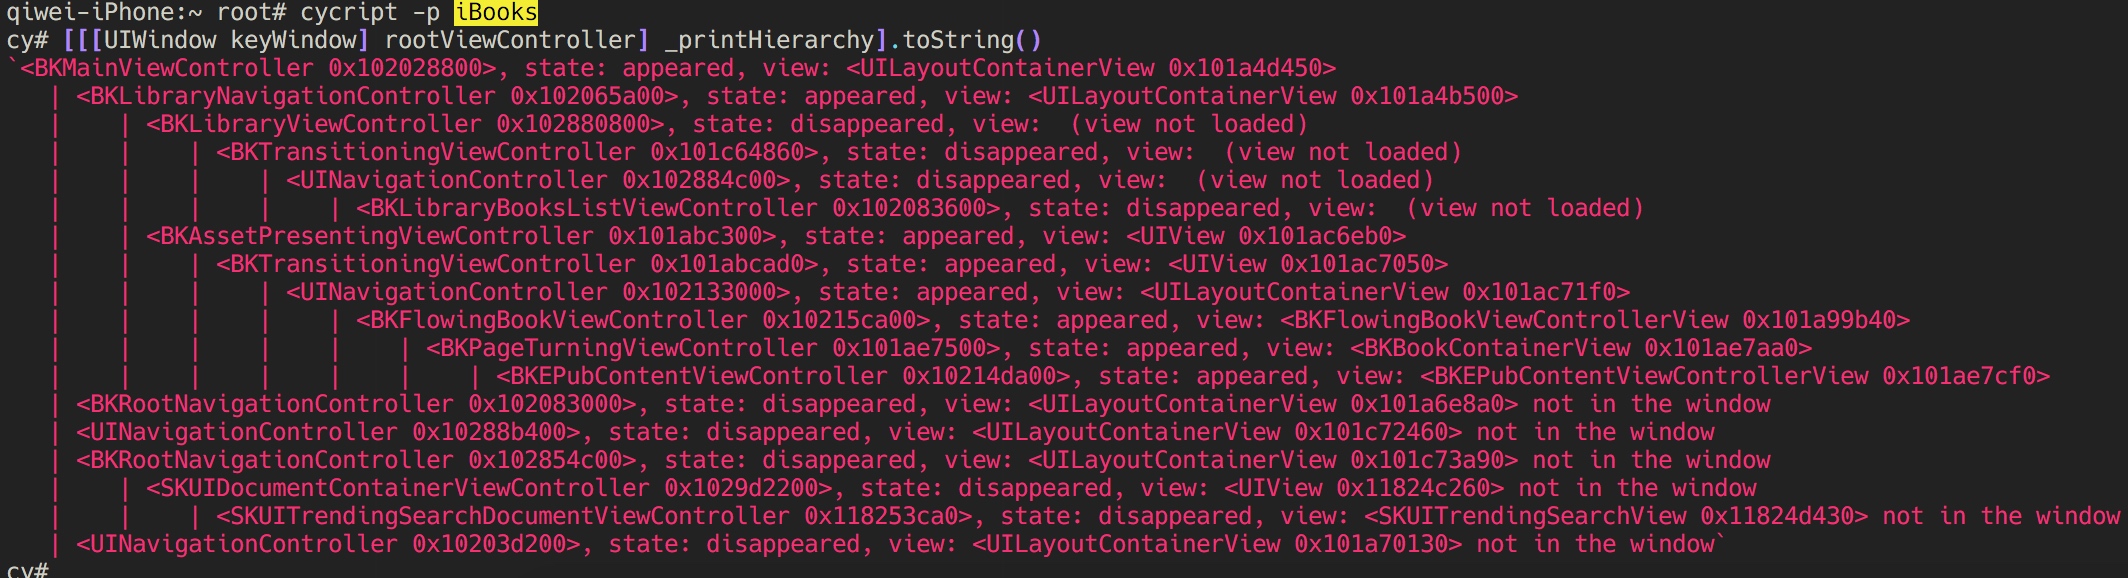 qiwei-iPhone:~ root# cycript -p iBooks
cy# [[[UIWindow keyWindow] rootViewController] _printHierarchy].toString()
`<BKMainViewController 0x102028800>, state: appeared, view: <UILayoutContainerView 0x101a4d450>
   | <BKLibraryNavigationController 0x102065a00>, state: appeared, view: <UILayoutContainerView 0x101a4b500>
   |    | <BKLibraryViewController 0x102880800>, state: disappeared, view:  (view not loaded)
   |    |    | <BKTransitioningViewController 0x101c64860>, state: disappeared, view:  (view not loaded)
   |    |    |    | <UINavigationController 0x102884c00>, state: disappeared, view:  (view not loaded)
   |    |    |    |    | <BKLibraryBooksListViewController 0x102083600>, state: disappeared, view:  (view not loaded)
   |    | <BKAssetPresentingViewController 0x101abc300>, state: appeared, view: <UIView 0x101ac6eb0>
   |    |    | <BKTransitioningViewController 0x101abcad0>, state: appeared, view: <UIView 0x101ac7050>
   |    |    |    | <UINavigationController 0x102133000>, state: appeared, view: <UILayoutContainerView 0x101ac71f0>
   |    |    |    |    | <BKFlowingBookViewController 0x10215ca00>, state: appeared, view: <BKFlowingBookViewControllerView 0x101a99b40>
   |    |    |    |    |    | <BKPageTurningViewController 0x101ae7500>, state: appeared, view: <BKBookContainerView 0x101ae7aa0>
   |    |    |    |    |    |    | <BKEPubContentViewController 0x10214da00>, state: appeared, view: <BKEPubContentViewControllerView 0x101ae7cf0>
   | <BKRootNavigationController 0x102083000>, state: disappeared, view: <UILayoutContainerView 0x101a6e8a0> not in the window
   | <UINavigationController 0x10288b400>, state: disappeared, view: <UILayoutContainerView 0x101c72460> not in the window
   | <BKRootNavigationController 0x102854c00>, state: disappeared, view: <UILayoutContainerView 0x101c73a90> not in the window
   |    | <SKUIDocumentContainerViewController 0x1029d2200>, state: disappeared, view: <UIView 0x11824c260> not in the window
   |    |    | <SKUITrendingSearchDocumentViewController 0x118253ca0>, state: disappeared, view: <SKUITrendingSearchView 0x11824d430> not in the window
   | <UINavigationController 0x10203d200>, state: disappeared, view: <UILayoutContainerView 0x101a70130> not in the window`
cy#